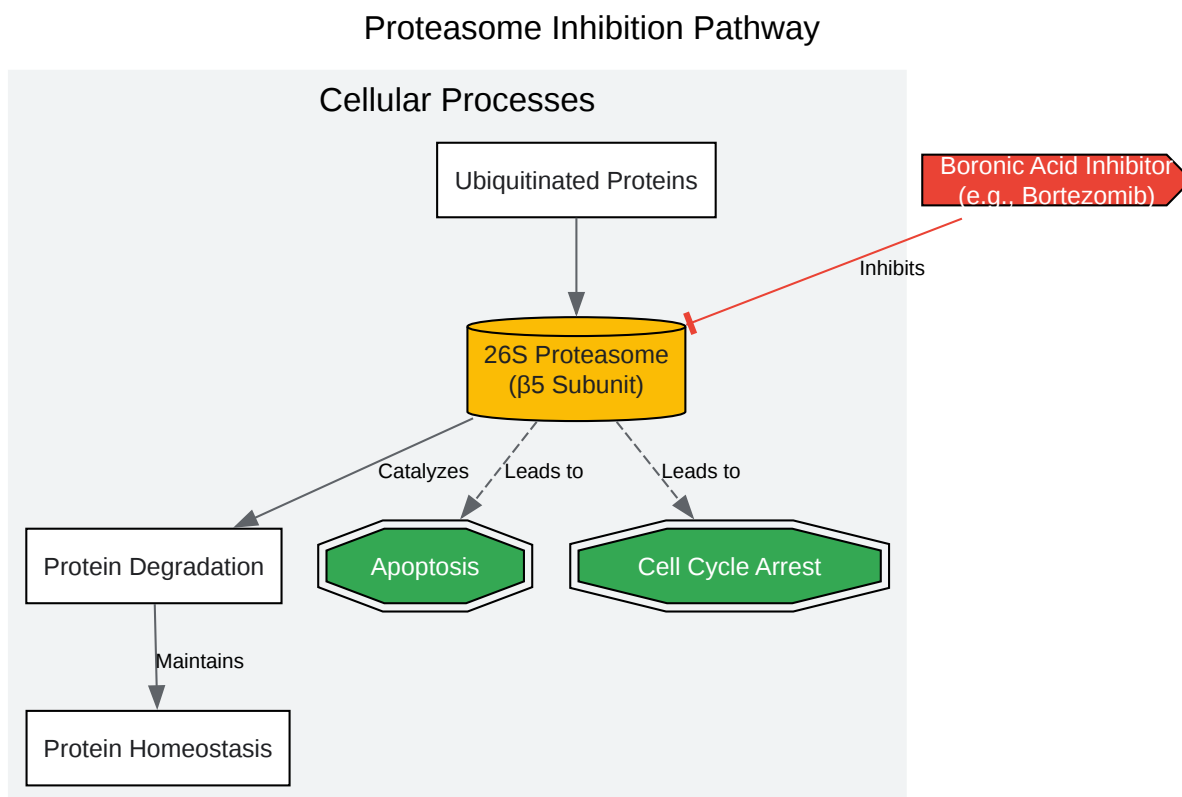 Proteasome Inhibition Pathway
Cellular Processes
Ubiquitinated Proteins
Boronic Acid Inhibitor
(e.g., Bortezomib)
Inhibits
26S Proteasome
(β5 Subunit)
Catalyzes
Leads to
Leads to
Protein Degradation
Apoptosis
Cell Cycle Arrest
Maintains
Protein Homeostasis